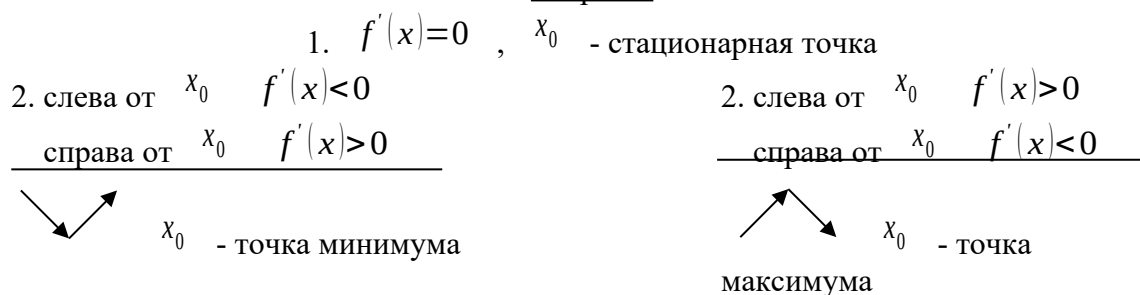 1. f'(x)=0 , x₀ - стационарная точка
2. слева от x₀ f'(x)<0
справа от x₀ f'(x)>0
x₀ - точка минимума
2. слева от x₀ f'(x)>0
справа от x₀ f'(x)<0
x₀ - точка
максимума